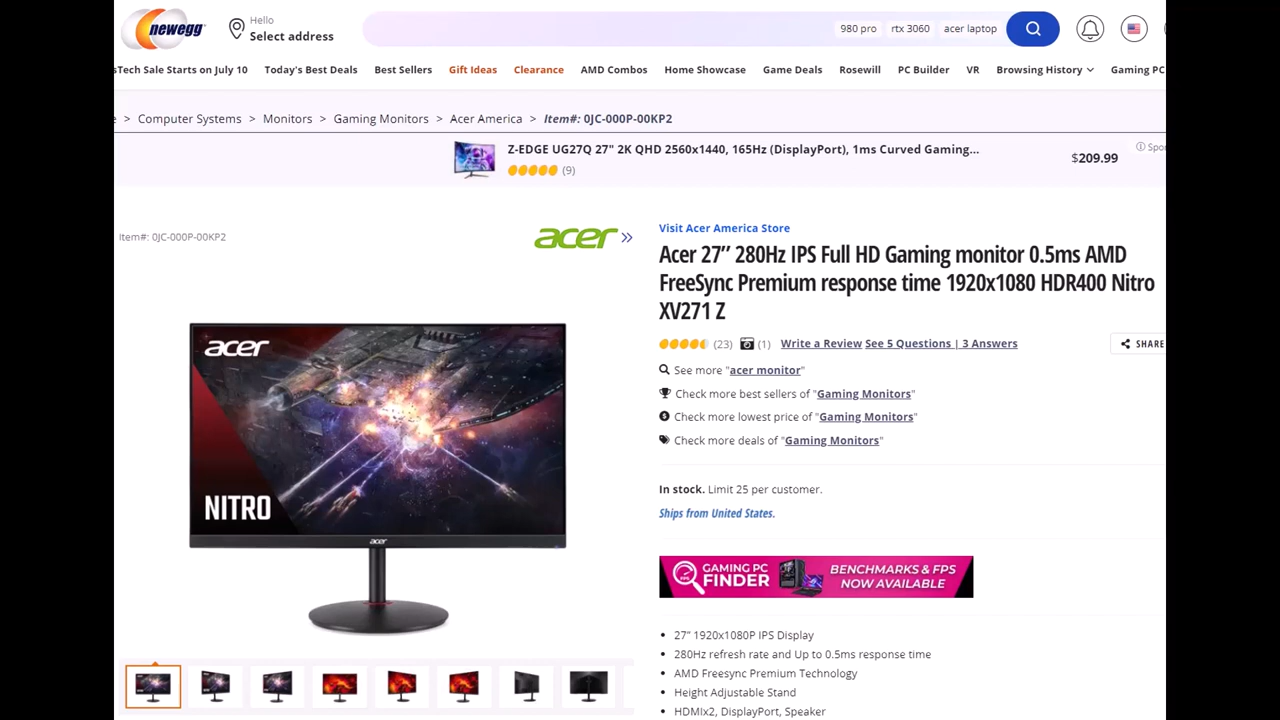 newegg
Hello
Select address
980 pro
rtx 3060
acer laptop
sTech Sale Starts on July 10
Today's Best Deals
Best Sellers
Gift Ideas
Clearance
AMD Combos
Home Showcase
Game Deals
Rosewill
PC Builder
VR
Browsing History
Gaming PC
e > Computer Systems > Monitors > Gaming Monitors > Acer America > Item#: 0JC-000P-00KP2
Z-EDGE UG27Q 27" 2K QHD 2560x1440, 165Hz (DisplayPort), 1ms Curved Gaming...
(9)
$209.99
Spo
Item#: 0JC-000P-00KP2
acer
Visit Acer America Store
Acer 27” 280Hz IPS Full HD Gaming monitor 0.5ms AMD
FreeSync Premium response time 1920x1080 HDR400 Nitro
XV271 Z
(23) (1) Write a Review See 5 Questions | 3 Answers
SHARE
See more "acer monitor"
Check more best sellers of "Gaming Monitors"
Check more lowest price of "Gaming Monitors"
Check more deals of "Gaming Monitors"
In stock. Limit 25 per customer.
Ships from United States.
acer
NITRO
acer
GAMING PC
FINDER
BENCHMARKS & FPS
NOW AVAILABLE
27" 1920x1080P IPS Display
280Hz refresh rate and Up to 0.5ms response time
AMD Freesync Premium Technology
Height Adjustable Stand
HDMIx2, DisplayPort, Speaker